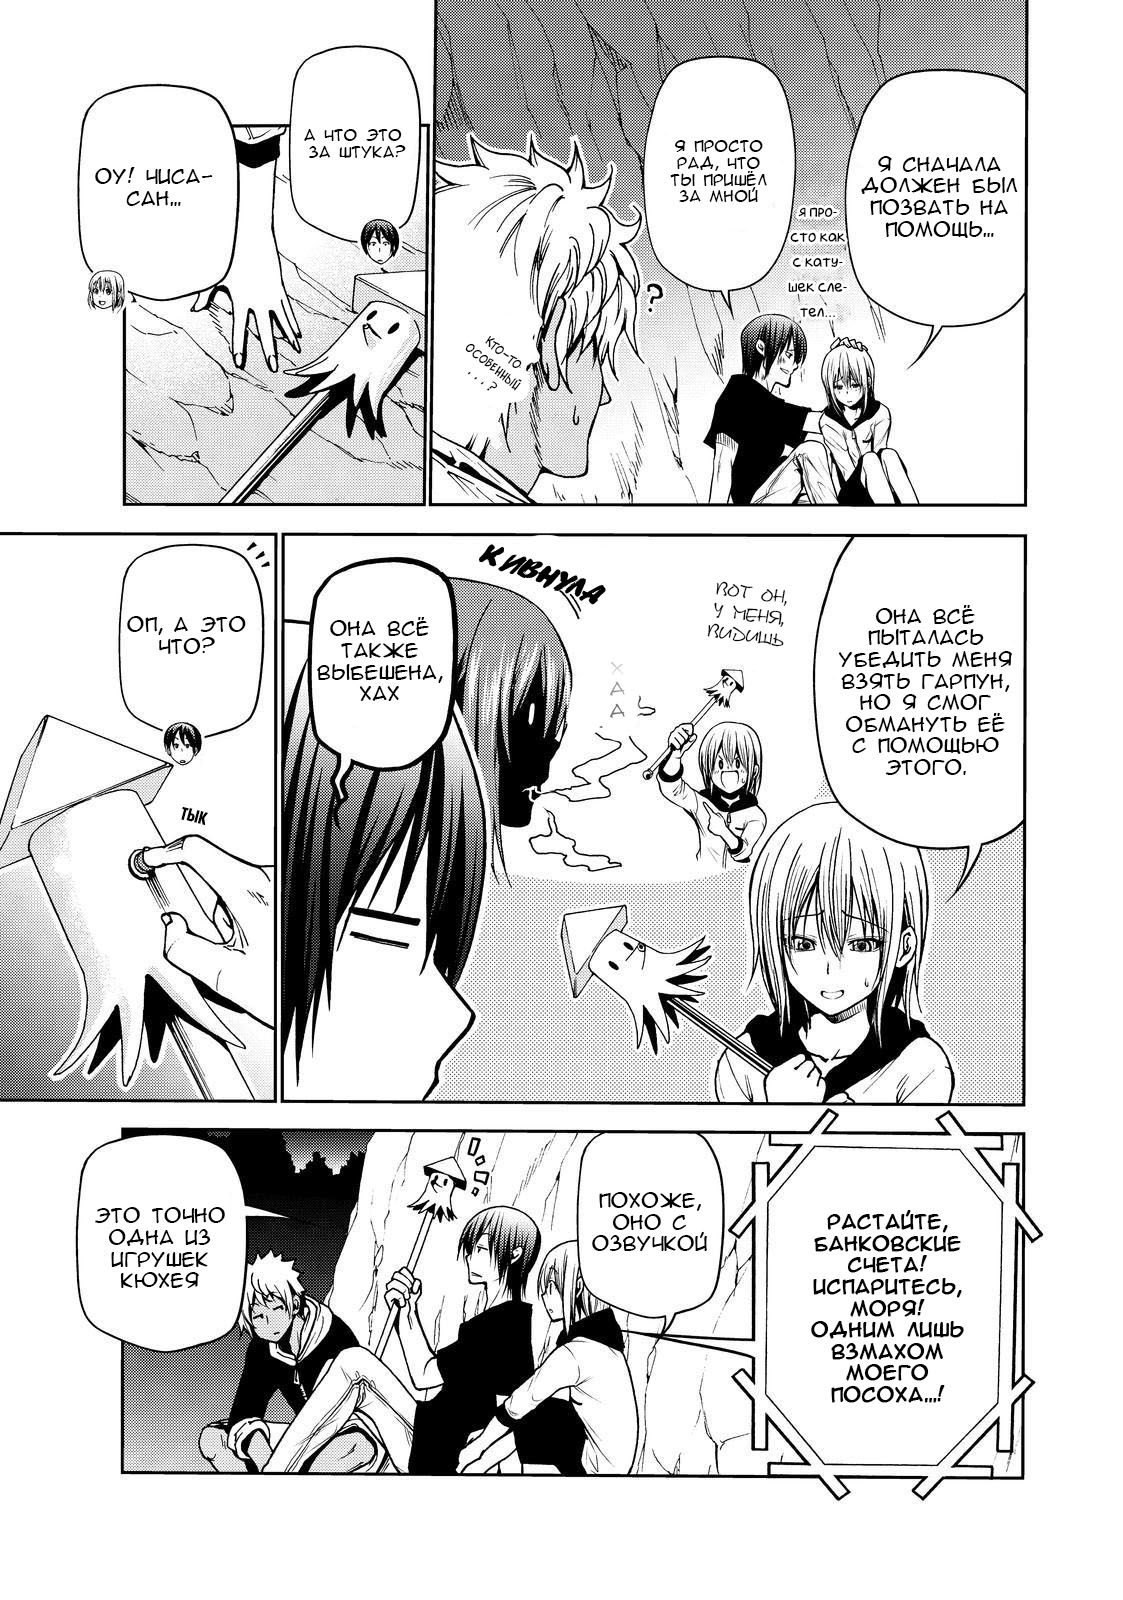 Я СНАЧАЛА
ДОЛЖЕН БЫЛ
ПОЗВАТЬ НА
ПОМОЩЬ...
Я ПРО-
СТО КАК
С КАТУ-
ШЕК СЛЕ-
ТЕЛ...
Я ПРОСТО
РАД, ЧТО
ТЫ ПРИШЁЛ
ЗА МНОЙ
?
КТО-ТО
ОСОБЕННЫЙ
...?
А ЧТО ЭТО
ЗА ШТУКА?
ОУ! ЧИСА-
САН...
ОНА ВСЁ
ПЫТАЛАСЬ
УБЕДИТЬ МЕНЯ
ВЗЯТЬ ГАРПУН,
НО Я СМОГ
ОБМАНУТЬ ЕЁ
С ПОМОЩЬЮ
ЭТОГО.
ВОТ ОН,
У МЕНЯ,
ВИДИШЬ
КИВНУЛА
Х
А
А
ОНА ВСЁ
ТАКЖЕ
ВЫБЕШЕНА,
ХАХ
ОП, А ЭТО
ЧТО?
ТЫК
РАСТАЙТЕ,
БАНКОВСКИЕ
СЧЕТА!
ИСПАРИТЕСЬ,
МОРЯ!
ОДНИМ ЛИШЬ
ВЗМАХОМ
МОЕГО
ПОСОХА...!
ПОХОЖЕ,
ОНО С
ОЗВУЧКОЙ
ЭТО ТОЧНО
ОДНА ИЗ
ИГРУШЕК
КЮХЕЯ